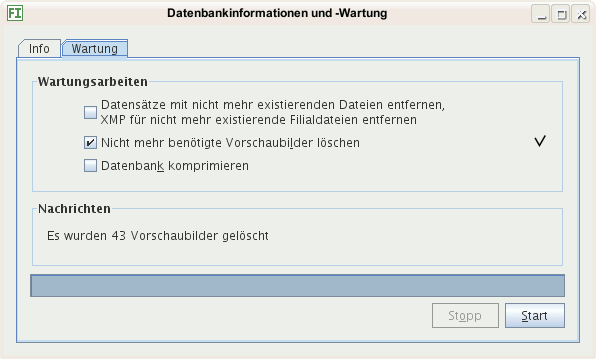 FI Datenbankinformationen und -Wartung
Info Wartung
Wartungsarbeiten
Datensätze mit nicht mehr existierenden Dateien entfernen,
XMP für nicht mehr existierende Filialdateien entfernen
Nicht mehr benötigte Vorschaubilder löschen
Datenbank komprimieren
Nachrichten
Es wurden 43 Vorschaubilder gelöscht
Stopp Start